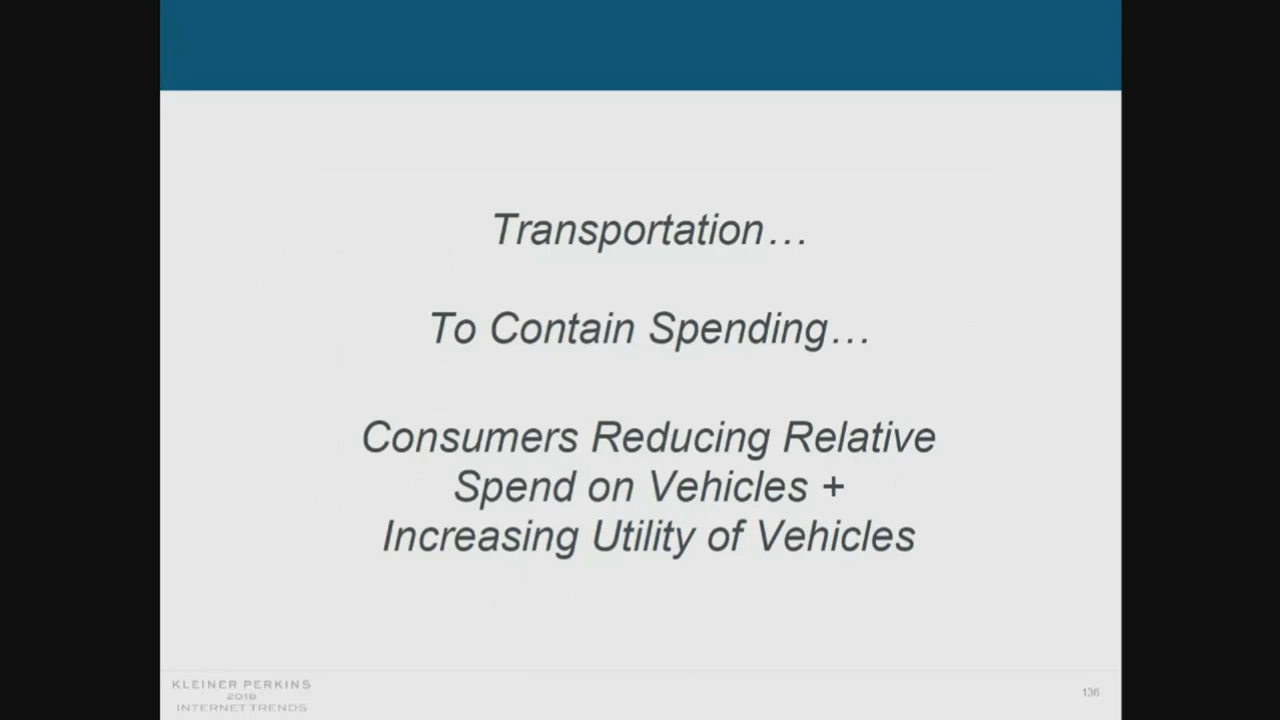 Transportation…
To Contain Spending…
Consumers Reducing Relative
Spend on Vehicles +
Increasing Utility of Vehicles
KLEINER PERKINS
2018
INTERNET TRENDS
136